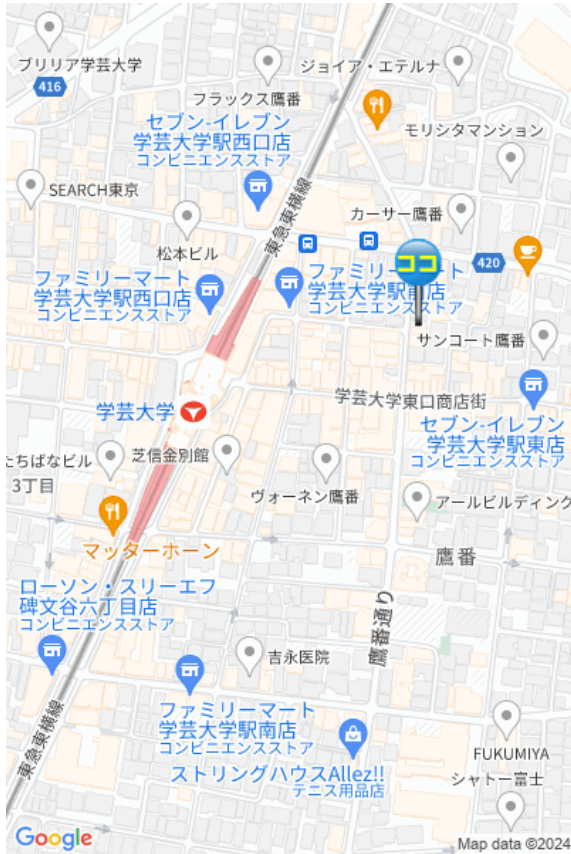 ブリリア学芸大学
416
ジョイア・エテルナ
フラックス鷹番
セブン-イレブン
学芸大学駅西口店
コンビニエンスストア
モリシタマンション
SEARCH東京
カーサー鷹番
東急東横線
松本ビル
ココ
420
ファミリーマート
学芸大学駅西口店
コンビニエンスストア
ファミリ
ート
学芸大学駅
店
コンビニエンスストア
サンコート鷹番
学芸大学東口商店街
学芸大学
セブン-イレブン
学芸大学駅東店
コンビニエンスストア
たちばなビル
3丁目
芝信金別館
ヴォーネン鷹番
アールビルディング
マッターホーン
鷹番
ローソン・スリーエフ
碑文谷六丁目店
コンビニエンスストア
鷹番通り
吉永医院
ファミリーマート
学芸大学駅南店
コンビニエンスストア
東急東横線
FUKUMIYA
ストリングハウスAllez!!
テニス用品店
シャトー富士
Google
Map data ©2024